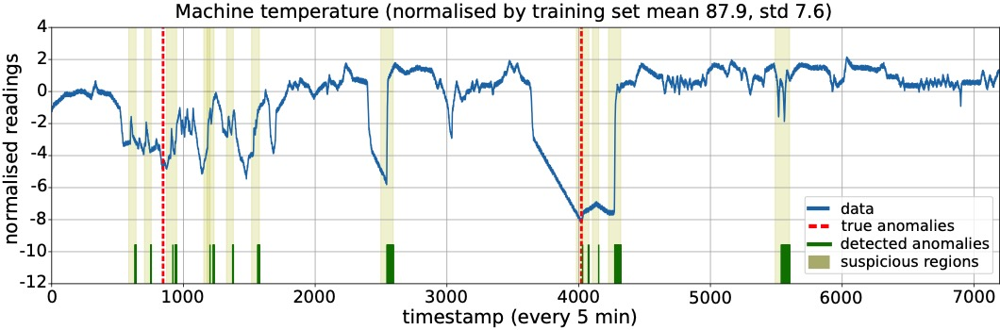 Machine temperature (normalised by training set mean 87.9, std 7.6)
normalised readings
4
2
0
-2
-4
-6
-8
-10
-12
data
true anomalies
detected anomalies
suspicious regions
0 1000 2000 3000 4000 5000 6000 7000
timestamp (every 5 min)